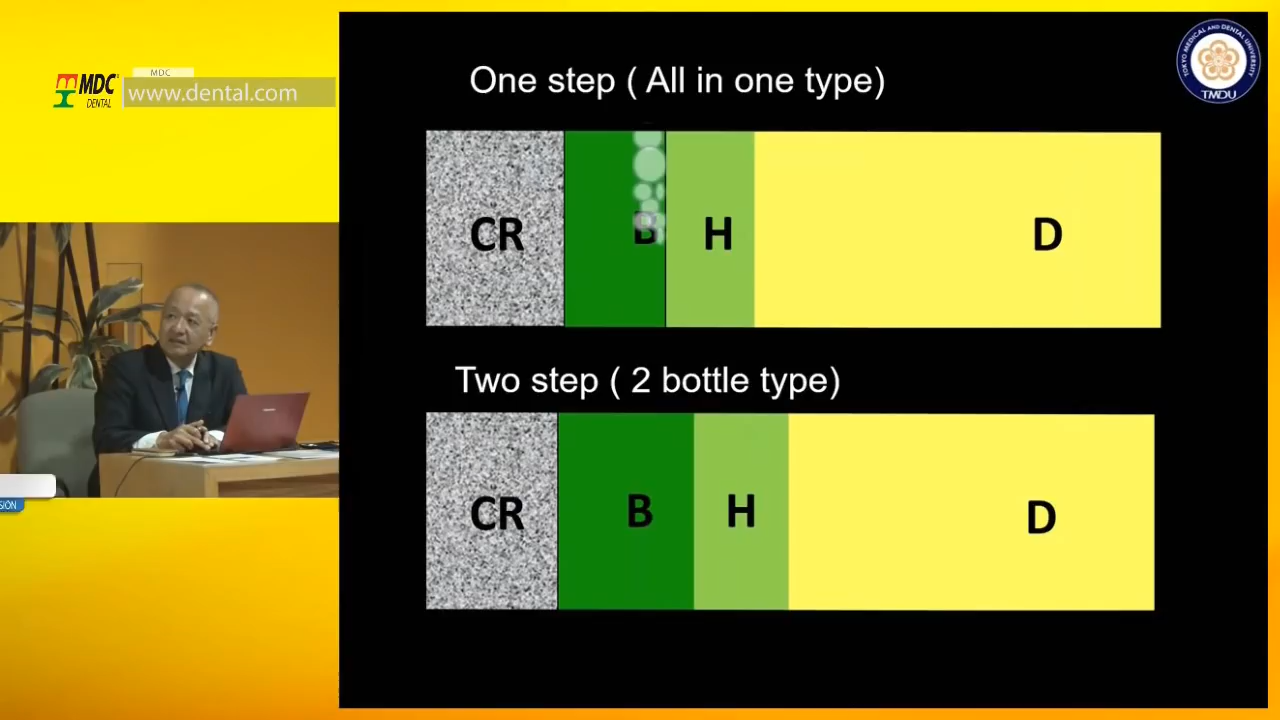 MDC
MDC
DENTAL
www.dental.com
One step ( All in one type)
TOKYO MEDICAL AND DENTAL UNIVERSITY
TMDU
CR
B
H
D
Two step ( 2 bottle type)
CR
B
H
D
SIÓN